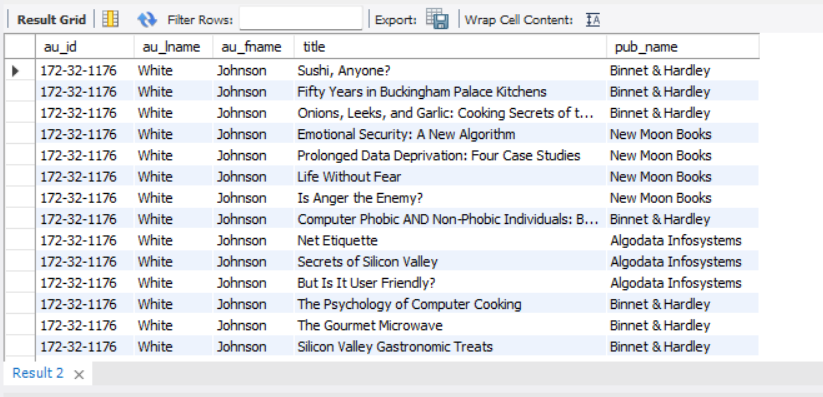 Result Grid Filter Rows: Export: Wrap Cell Content: IA
au_id au_lname au_fname title pub_name
172-32-1176 White Johnson Sushi, Anyone? Binnet & Hardley
172-32-1176 White Johnson Fifty Years in Buckingham Palace Kitchens Binnet & Hardley
172-32-1176 White Johnson Onions, Leeks, and Garlic: Cooking Secrets of t... Binnet & Hardley
172-32-1176 White Johnson Emotional Security: A New Algorithm New Moon Books
172-32-1176 White Johnson Prolonged Data Deprivation: Four Case Studies New Moon Books
172-32-1176 White Johnson Life Without Fear New Moon Books
172-32-1176 White Johnson Is Anger the Enemy? New Moon Books
172-32-1176 White Johnson Computer Phobic AND Non-Phobic Individuals: B... Binnet & Hardley
172-32-1176 White Johnson Net Etiquette Algodata Infosystems
172-32-1176 White Johnson Secrets of Silicon Valley Algodata Infosystems
172-32-1176 White Johnson But Is It User Friendly? Algodata Infosystems
172-32-1176 White Johnson The Psychology of Computer Cooking Binnet & Hardley
172-32-1176 White Johnson The Gourmet Microwave Binnet & Hardley
172-32-1176 White Johnson Silicon Valley Gastronomic Treats Binnet & Hardley
Result 2 ×